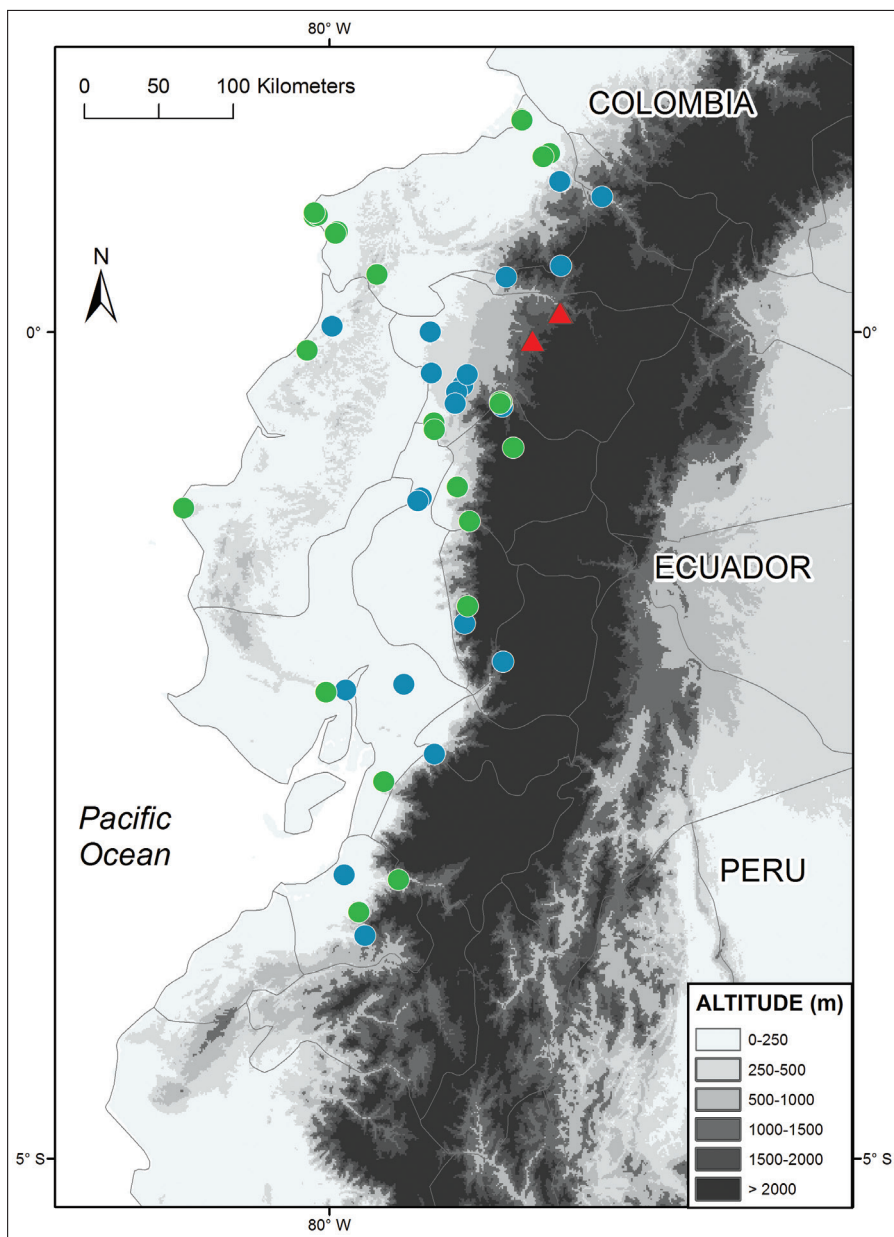 80° W
0 50 100 Kilometers
COLOMBIA
N
0°
0°
ECUADOR
Pacific
Ocean
PERU
ALTITUDE (m)
0-250
250-500
500-1000
1000-1500
1500-2000
> 2000
5° S
5° S
80° W